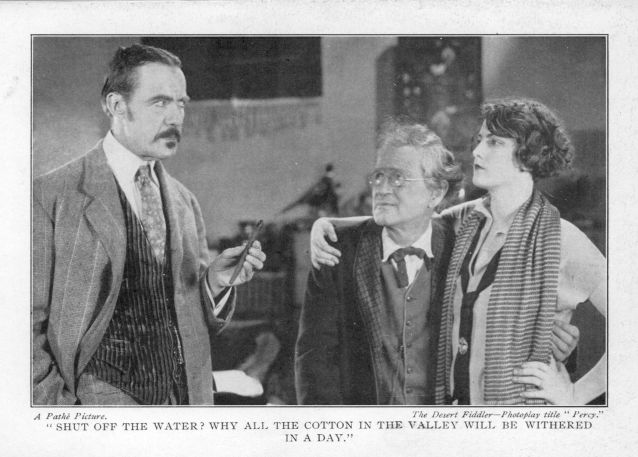 A Pathé Picture. The Desert Fiddler—Photoplay title "Percy."
"SHUT OFF THE WATER? WHY ALL THE COTTON IN THE VALLEY WILL BE WITHERED
IN A DAY."